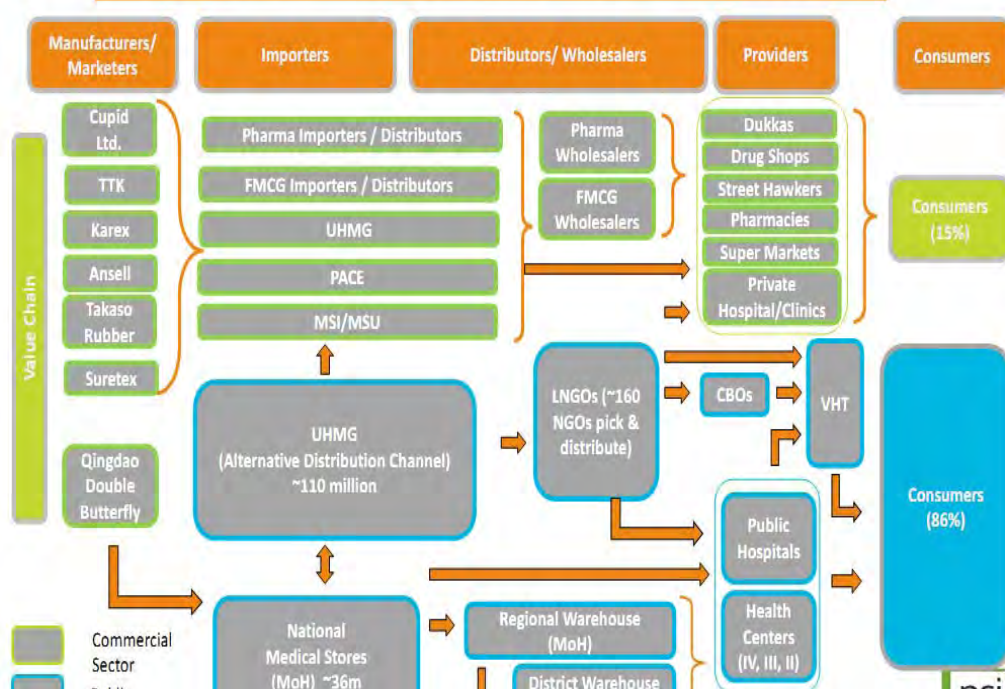 Manufacturers/
Marketers
Importers
Distributors/ Wholesalers
Providers
Consumers
Value Chain
Cupid
Ltd.
TTK
Karex
Ansell
Takaso
Rubber
Suretex
Qingdao
Double
Butterfly
Pharma Importers / Distributors
FMCG Importers / Distributors
UHMG
PACE
MSI/MSU
Pharma
Wholesalers
FMCG
Wholesalers
Dukkas
Drug Shops
Street Hawkers
Pharmacies
Super Markets
Private
Hospital/Clinics
Consumers
(15%)
UHMG
(Alternative Distribution Channel)
~110 million
LNGOs (~160
NGOs pick &
distribute)
CBOs
VHT
Public
Hospitals
Health
Centers
(IV, III, II)
Consumers
(86%)
National
Medical Stores
(MoH) ~36m
Regional Warehouse
(MoH)
District Warehouse
Commercial
Sector